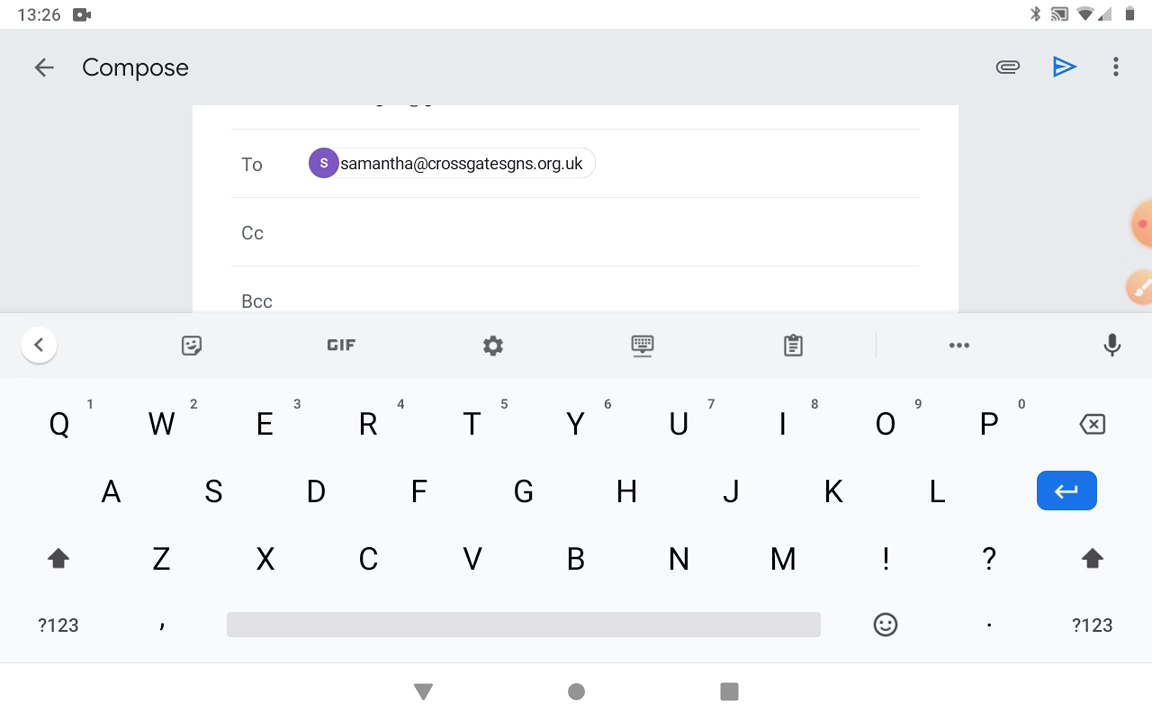 13:26
Compose
To
S samantha@crossgatesgns.org.uk
Cc
Bcc
GIF
Q 1 W 2 E 3 R 4 T 5 Y 6 U 7 I 8 O 9 P 0
A S D F G H J K L
Z X C V B N M ! ?
?123 , . ?123